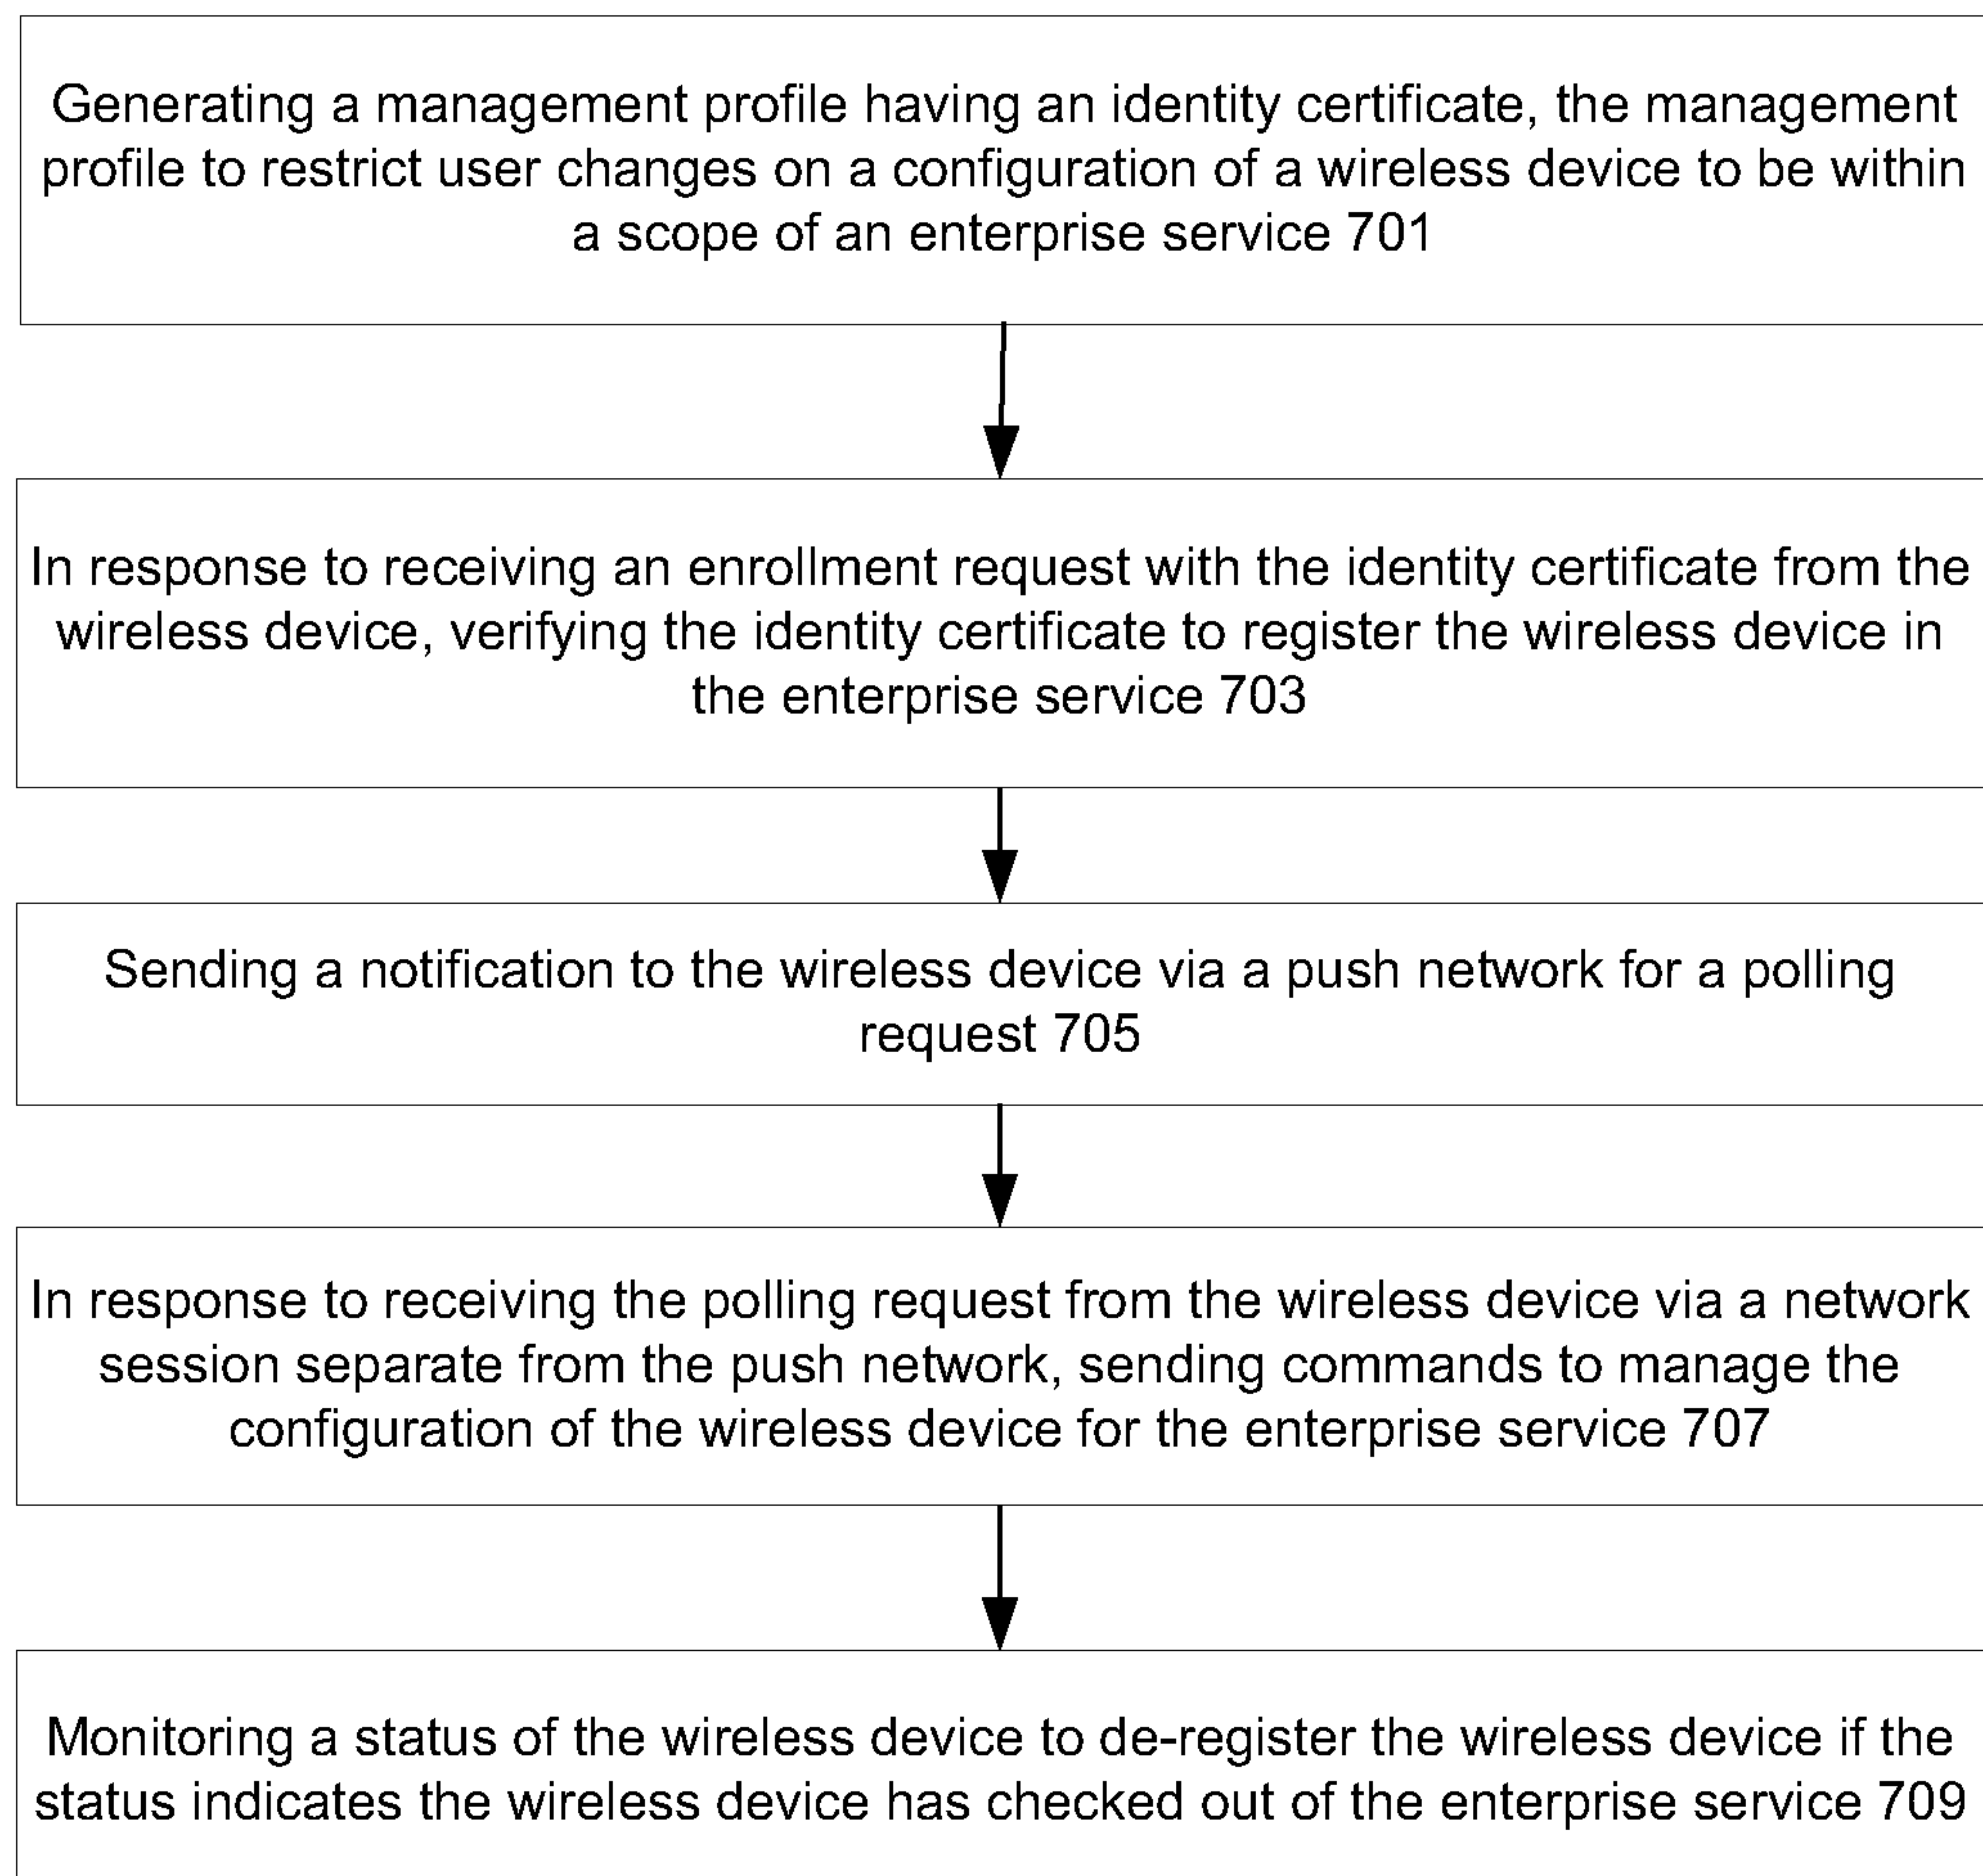 Generating a management profile having an identity certificate, the management
profile to restrict user changes on a configuration of a wireless device to be within
a scope of an enterprise service 701
In response to receiving an enrollment request with the identity certificate from the
wireless device, verifying the identity certificate to register the wireless device in
the enterprise service 703
Sending a notification to the wireless device via a push network for a polling
request 705
In response to receiving the polling request from the wireless device via a network
session separate from the push network, sending commands to manage the
configuration of the wireless device for the enterprise service 707
Monitoring a status of the wireless device to de-register the wireless device if the
status indicates the wireless device has checked out of the enterprise service 709